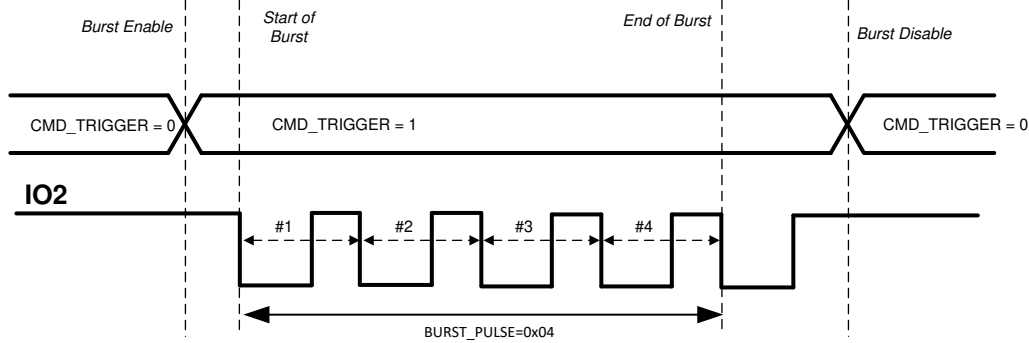 Burst Enable
Start of
Burst
End of Burst
Burst Disable
CMD_TRIGGER = 0
CMD_TRIGGER = 1
CMD_TRIGGER = 0
IO2
#1
#2
#3
#4
BURST_PULSE=0x04